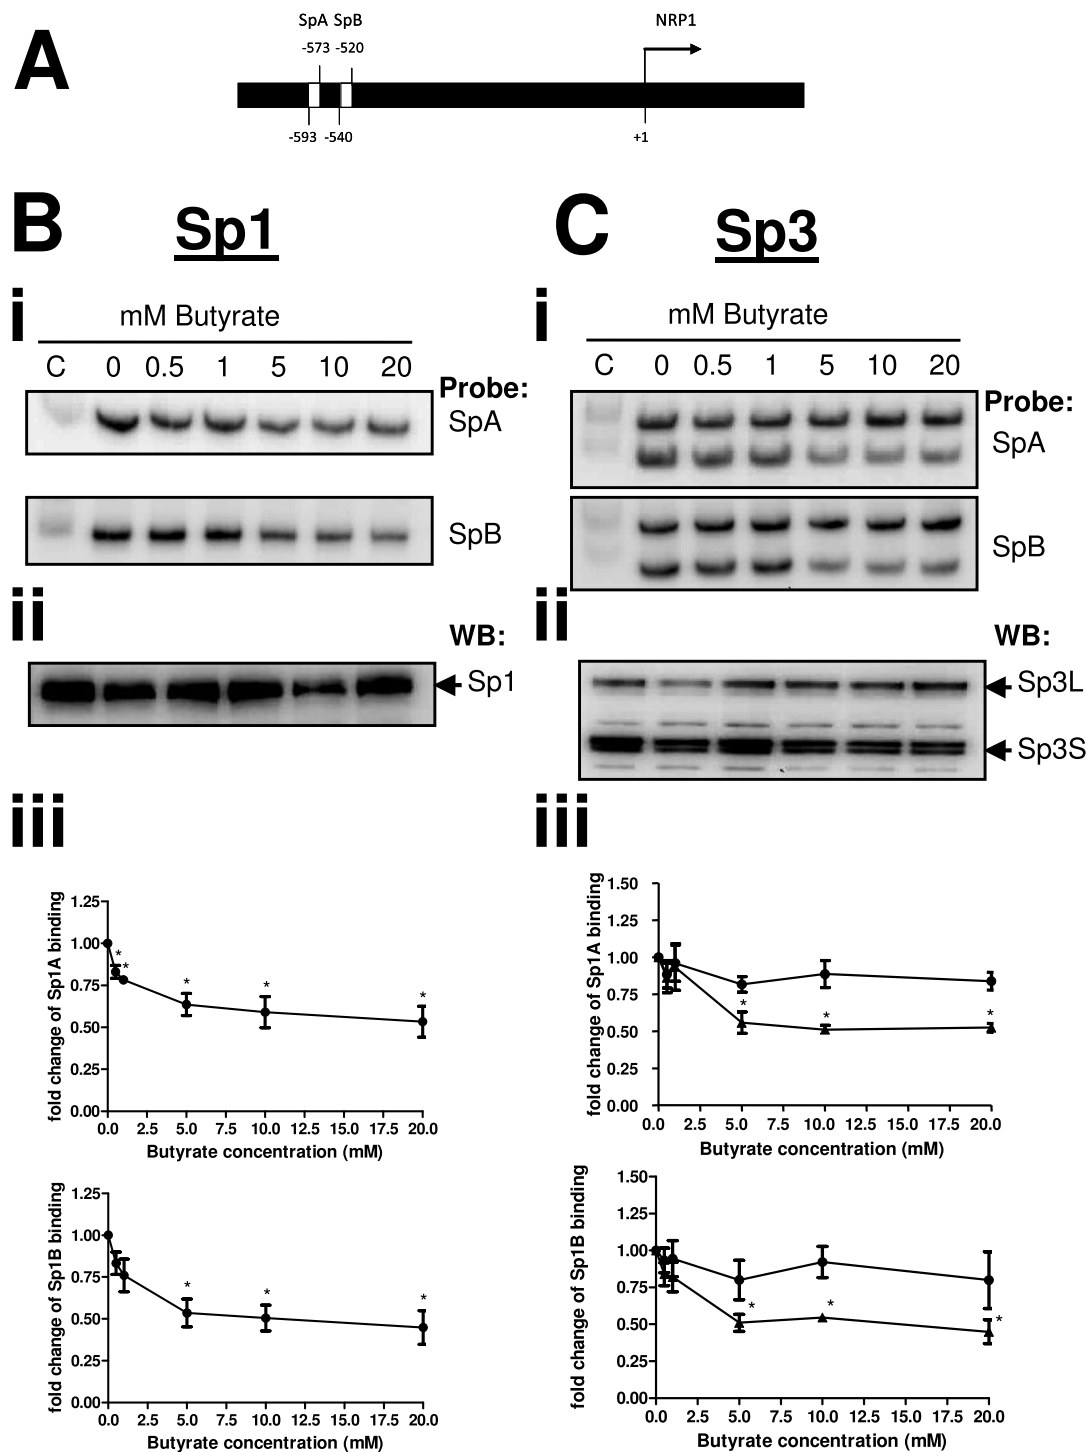 A
SpA SpB
-573 -520
NRP1
-593 -540
+1
B
Sp1
i
mM Butyrate
C 0 0.5 1 5 10 20
Probe:
SpA
SpB
ii
WB:
Sp1
iii
fold change of Sp1A binding
1.25
1.00
0.75
0.50
0.25
0.00
* * * * *
0.0 2.5 5.0 7.5 10.0 12.5 15.0 17.5 20.0
Butyrate concentration (mM)
fold change of Sp1B binding
1.25
1.00
0.75
0.50
0.25
0.00
* * *
0.0 2.5 5.0 7.5 10.0 12.5 15.0 17.5 20.0
Butyrate concentration (mM)
C
Sp3
i
mM Butyrate
C 0 0.5 1 5 10 20
Probe:
SpA
SpB
ii
WB:
Sp3L
Sp3S
iii
fold change of Sp1A binding
1.50
1.25
1.00
0.75
0.50
0.25
0.00
* * *
0.0 2.5 5.0 7.5 10.0 12.5 15.0 17.5 20.0
Butyrate concentration (mM)
fold change of Sp1B binding
1.50
1.25
1.00
0.75
0.50
0.25
0.00
* * *
0.0 2.5 5.0 7.5 10.0 12.5 15.0 17.5 20.0
Butyrate concentration (mM)